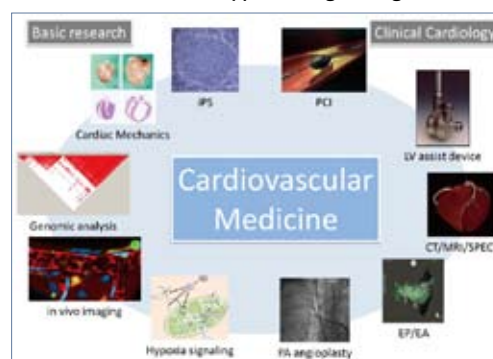 Basic research
Clinical Cardiology
iPS
PCI
Cardiac Mechanics
LV assist device
Cardiovascular
Medicine
Genomic analysis
CT/MRI/SPEC
in vivo imaging
EP/EA
Hypoxia signaling
PA angioplasty